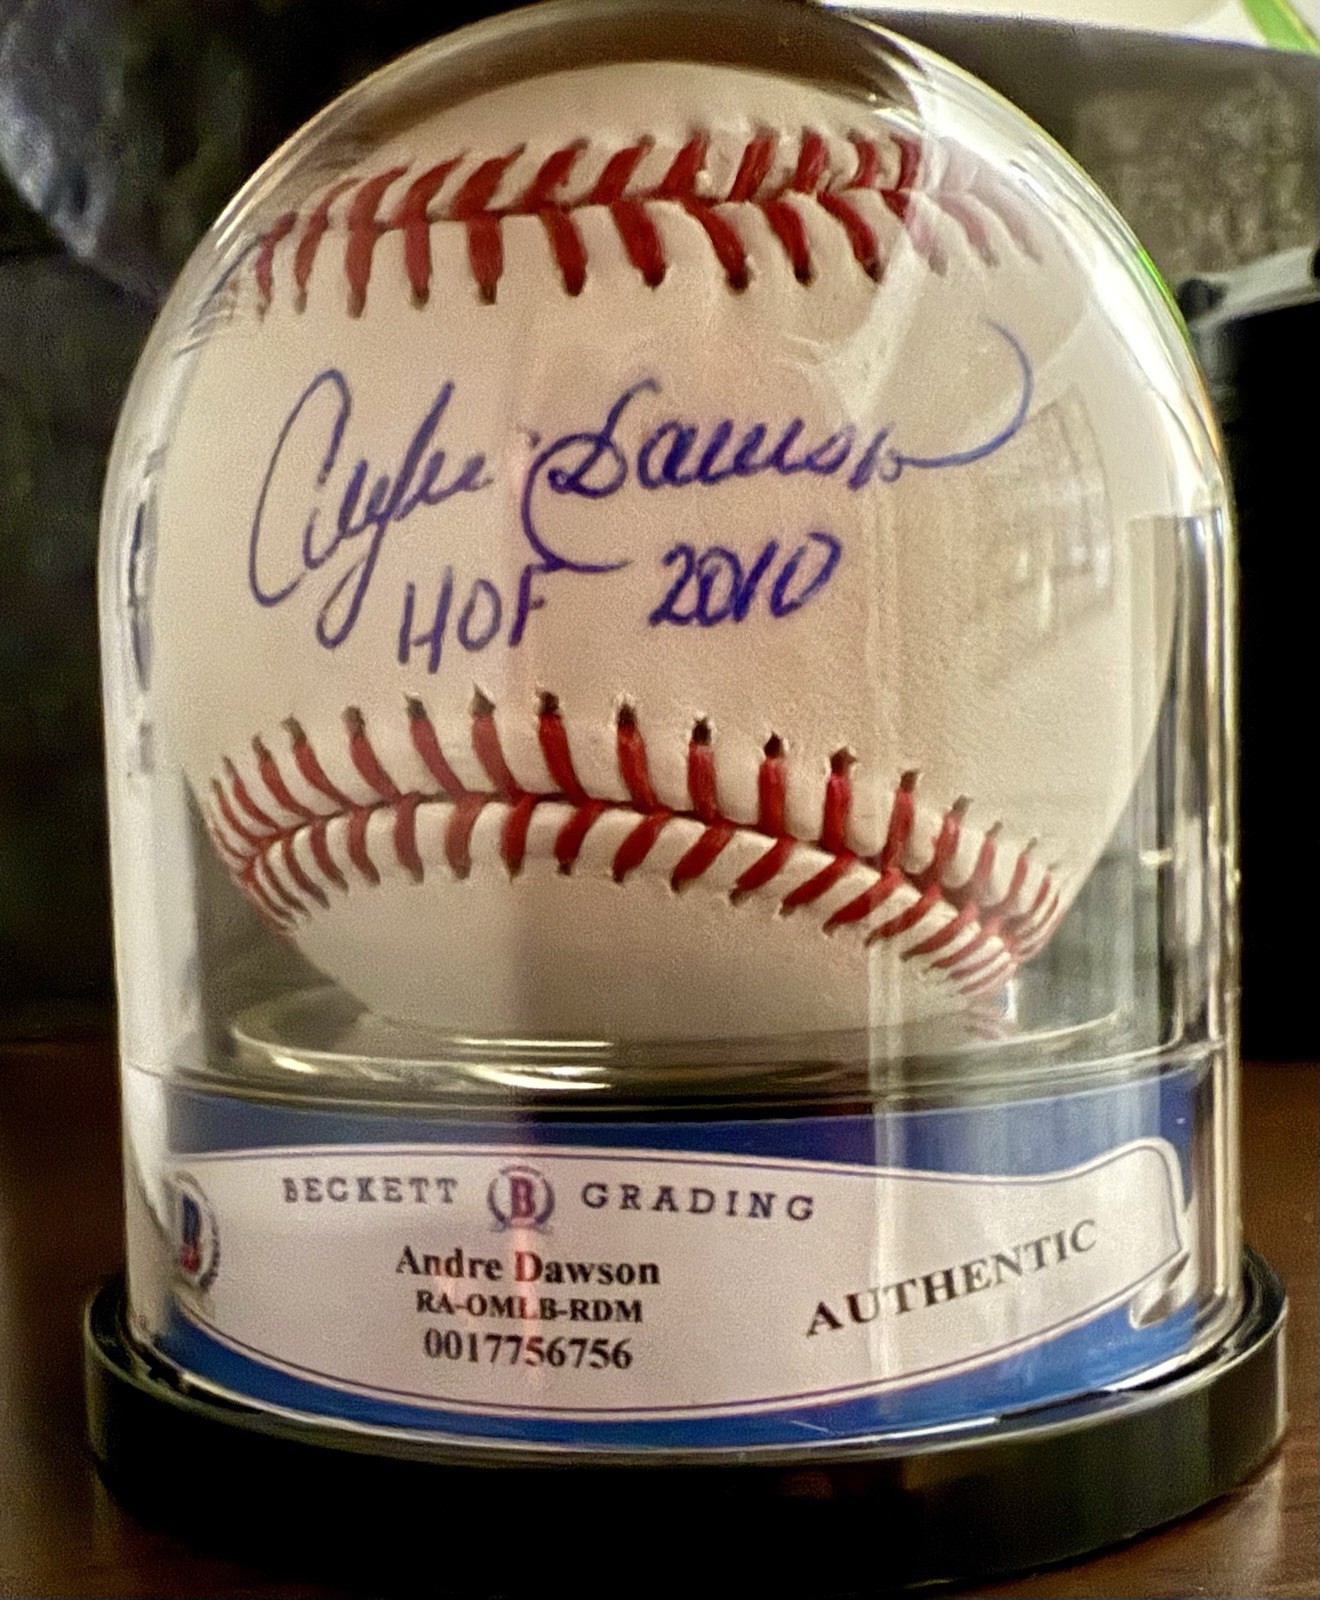 Andre Dawson
HOF 2010
BECKETT B GRADING
B
Andre Dawson
RA-OMLB-RDM
0017756756
AUTHENTIC